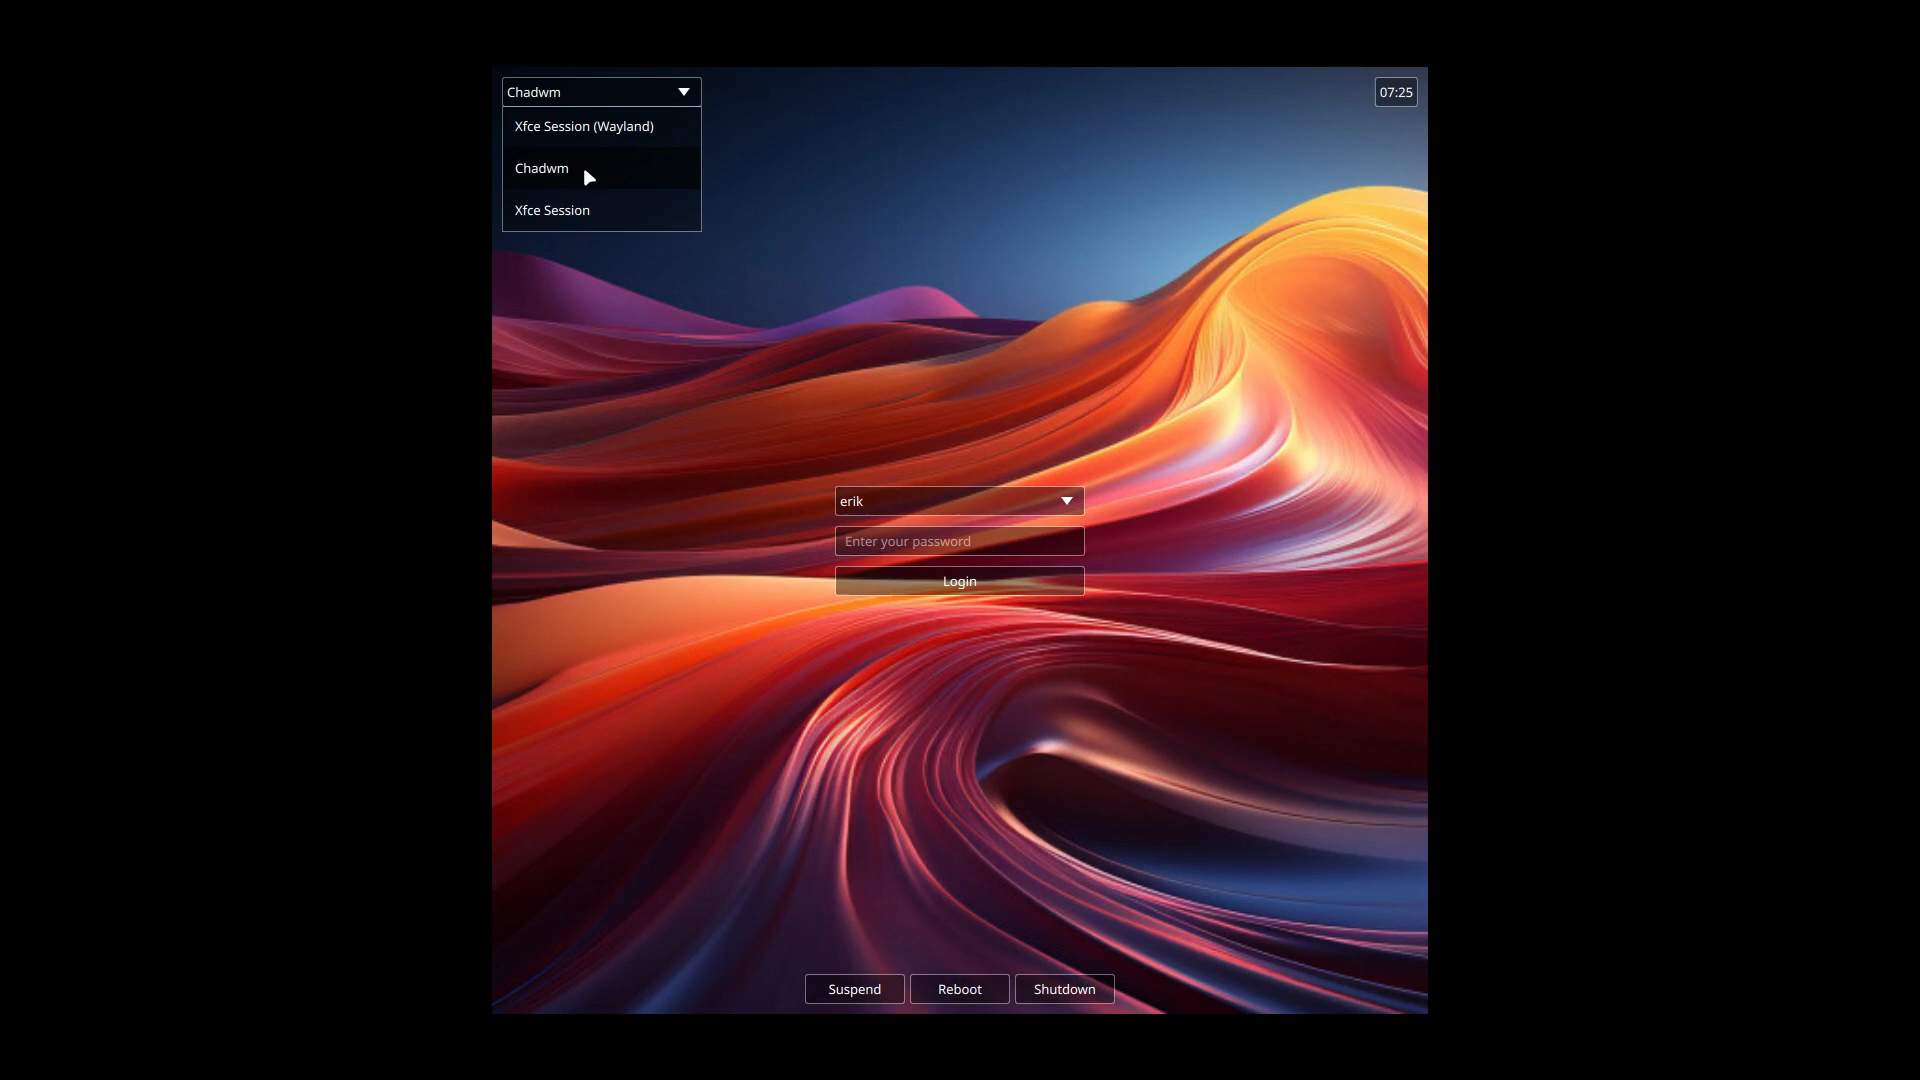 Chadwm
07:25
Xfce Session (Wayland)
Chadwm
Xfce Session
erik
Enter your password
Login
Suspend
Reboot
Shutdown